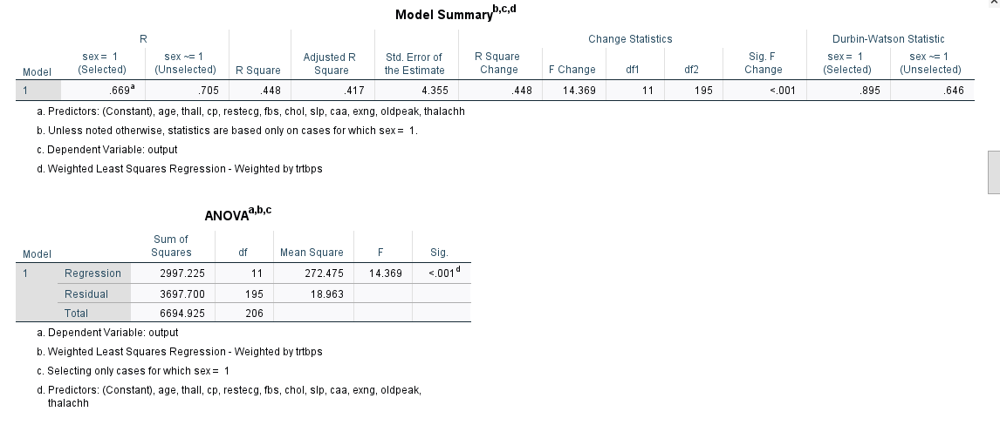 Model Summary b,c,d
R Change Statistics Durbin-Watson Statistic
Model sex = 1 (Selected) sex ~= 1 (Unselected) R Square Adjusted R Square Std. Error of the Estimate R Square Change F Change df1 df2 Sig. F Change sex = 1 (Selected) sex ~= 1 (Unselected)
1 .669a .705 .448 .417 4.355 .448 14.369 11 195 <.001 .895 .646
a. Predictors: (Constant), age, thall, cp, restecg, fbs, chol, slp, caa, exng, oldpeak, thalachh
b. Unless noted otherwise, statistics are based only on cases for which sex = 1.
c. Dependent Variable: output
d. Weighted Least Squares Regression - Weighted by trtbps
ANOVA a,b,c
Model Sum of Squares df Mean Square F Sig.
1 Regression 2997.225 11 272.475 14.369 <.001d
Residual 3697.700 195 18.963
Total 6694.925 206
a. Dependent Variable: output
b. Weighted Least Squares Regression - Weighted by trtbps
c. Selecting only cases for which sex = 1
d. Predictors: (Constant), age, thall, cp, restecg, fbs, chol, slp, caa, exng, oldpeak,
thalachh